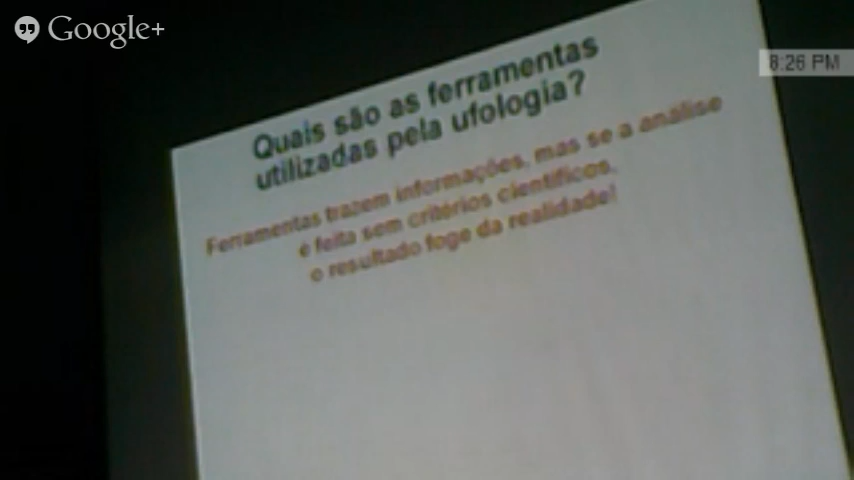 Google+
8:26 PM
Quais são as ferramentas
utilizadas pela ufologia?
Ferramentas trazem informações, mas se a análise
é feita sem critérios científicos,
o resultado foge da realidade!